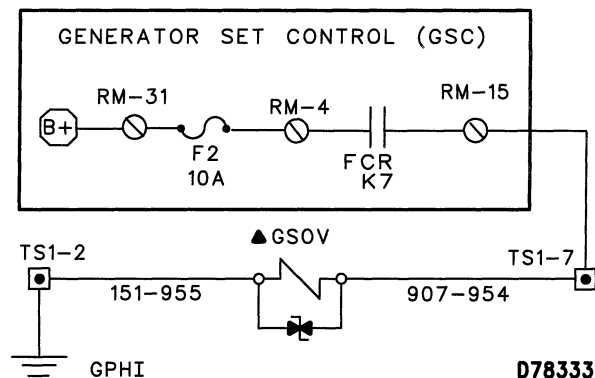 GENERATOR SET CONTROL (GSC)
RM-31
RM-4
RM-15
B+
F2
10A
FCR
K7
▲GSOV
TS1-2
TS1-7
151-955
907-954
GPHI
D78333